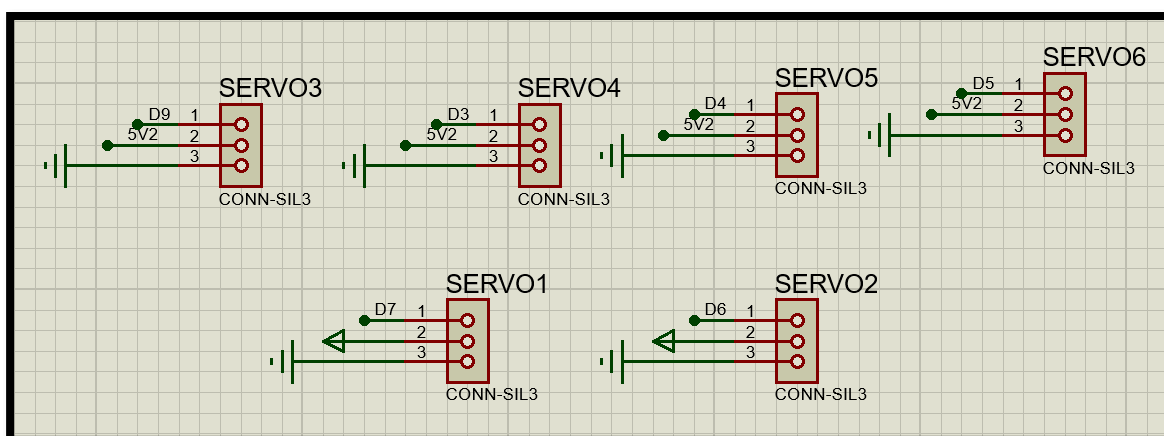 SERVO3
D9 1
5V2 2
3
CONN-SIL3
SERVO4
D3 1
5V2 2
3
CONN-SIL3
SERVO5
D4 1
5V2 2
3
CONN-SIL3
SERVO6
D5 1
5V2 2
3
CONN-SIL3
SERVO1
D7 1
2
3
CONN-SIL3
SERVO2
D6 1
2
3
CONN-SIL3